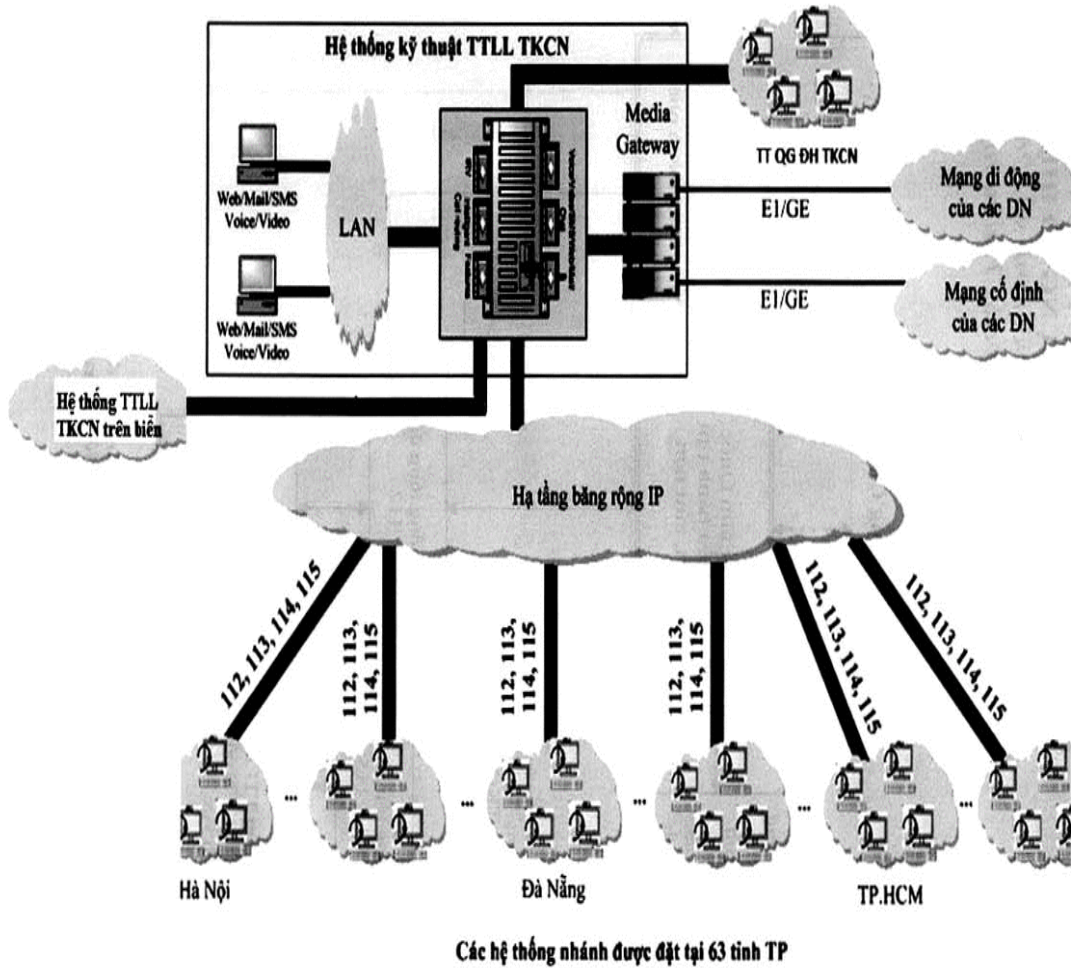 Hệ thống kỹ thuật TTLL TKCN
Media
Gateway
TT QG ĐH TKCN
Web/Mail/SMS
Voice/Video
LAN
IVR
E1/GE
Mạng di động
của các DN
Web/Mail/SMS
Voice/Video
E1/GE
Mạng cố định
của các DN
Hệ thống TTLL
TKCN trên biển
Hạ tầng băng rộng IP
112, 113, 114, 115
112, 113,
114, 115
112, 113,
114, 115
112, 113,
114, 115
112, 113, 114, 115
112, 113, 114, 115
...
...
...
...
...
Hà Nội
Đà Nẵng
TP.HCM
Các hệ thống nhánh được đặt tại 63 tỉnh TP